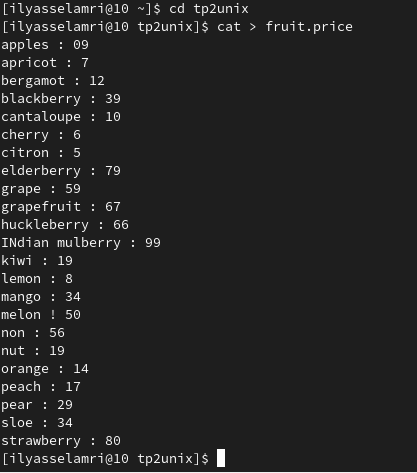 [ilyasselamri@10 ~]$ cd tp2unix
[ilyasselamri@10 tp2unix]$ cat > fruit.price
apples : 09
apricot : 7
bergamot : 12
blackberry : 39
cantaloupe : 10
cherry : 6
citron : 5
elderberry : 79
grape : 59
grapefruit : 67
huckleberry : 66
INdian mulberry : 99
kiwi : 19
lemon : 8
mango : 34
melon ! 50
non : 56
nut : 19
orange : 14
peach : 17
pear : 29
sloe : 34
strawberry : 80
[ilyasselamri@10 tp2unix]$